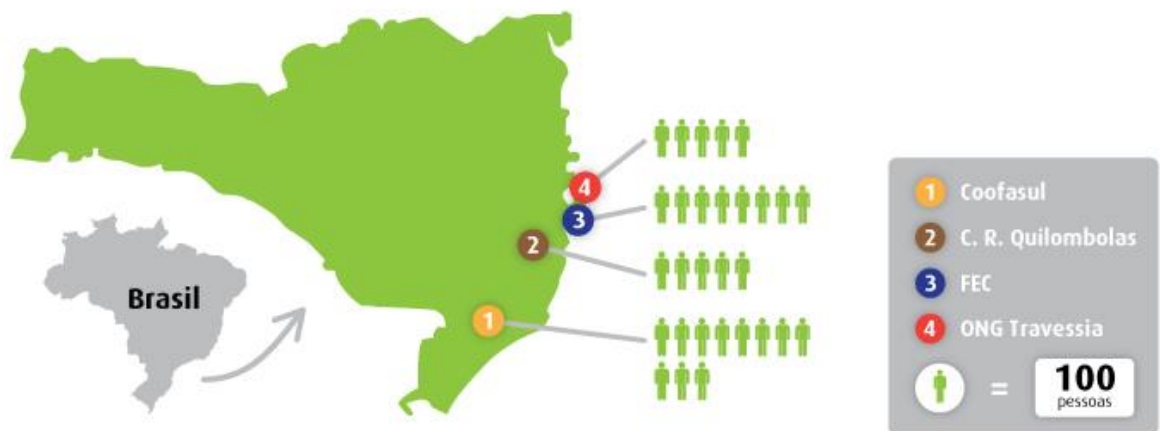 4
3
2
1
Brasil
1 Coofasul
2 C. R. Quilombolas
3 FEC
4 ONG Travessia
= 100
pessoas